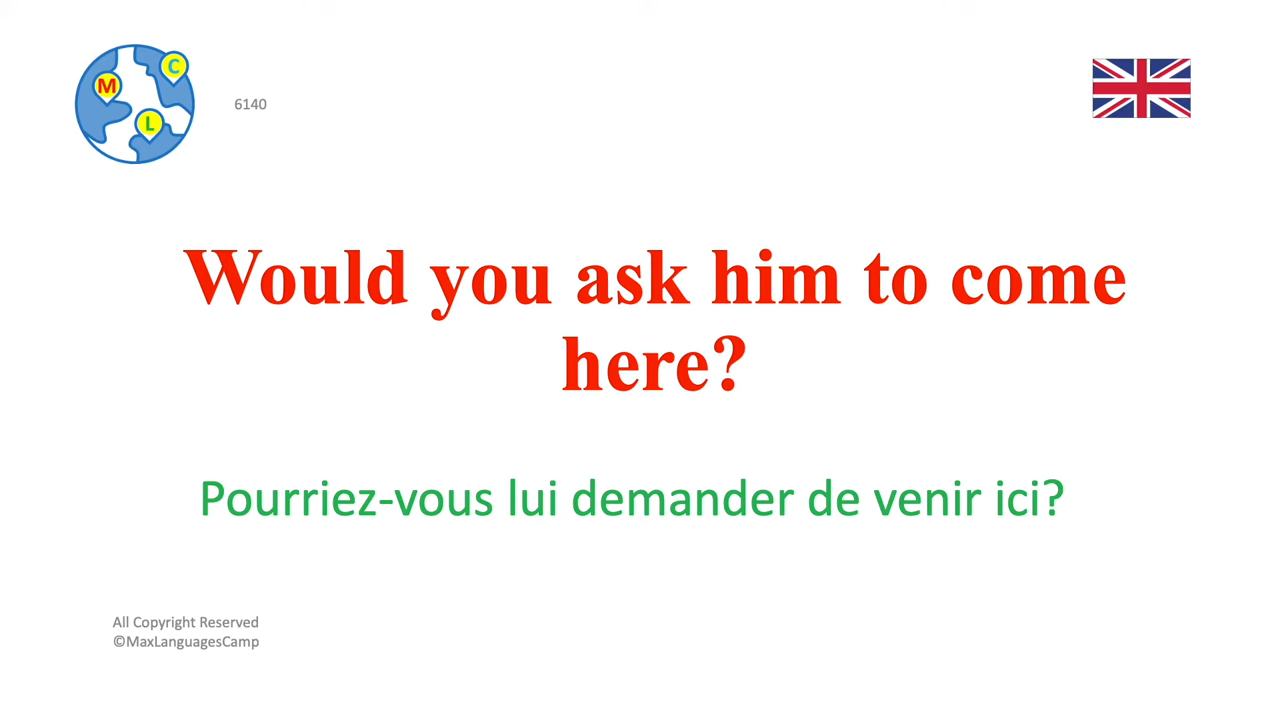 M
C
L
6140
Would you ask him to come
here?
Pourriez-vous lui demander de venir ici?
All Copyright Reserved
©MaxLanguagesCamp